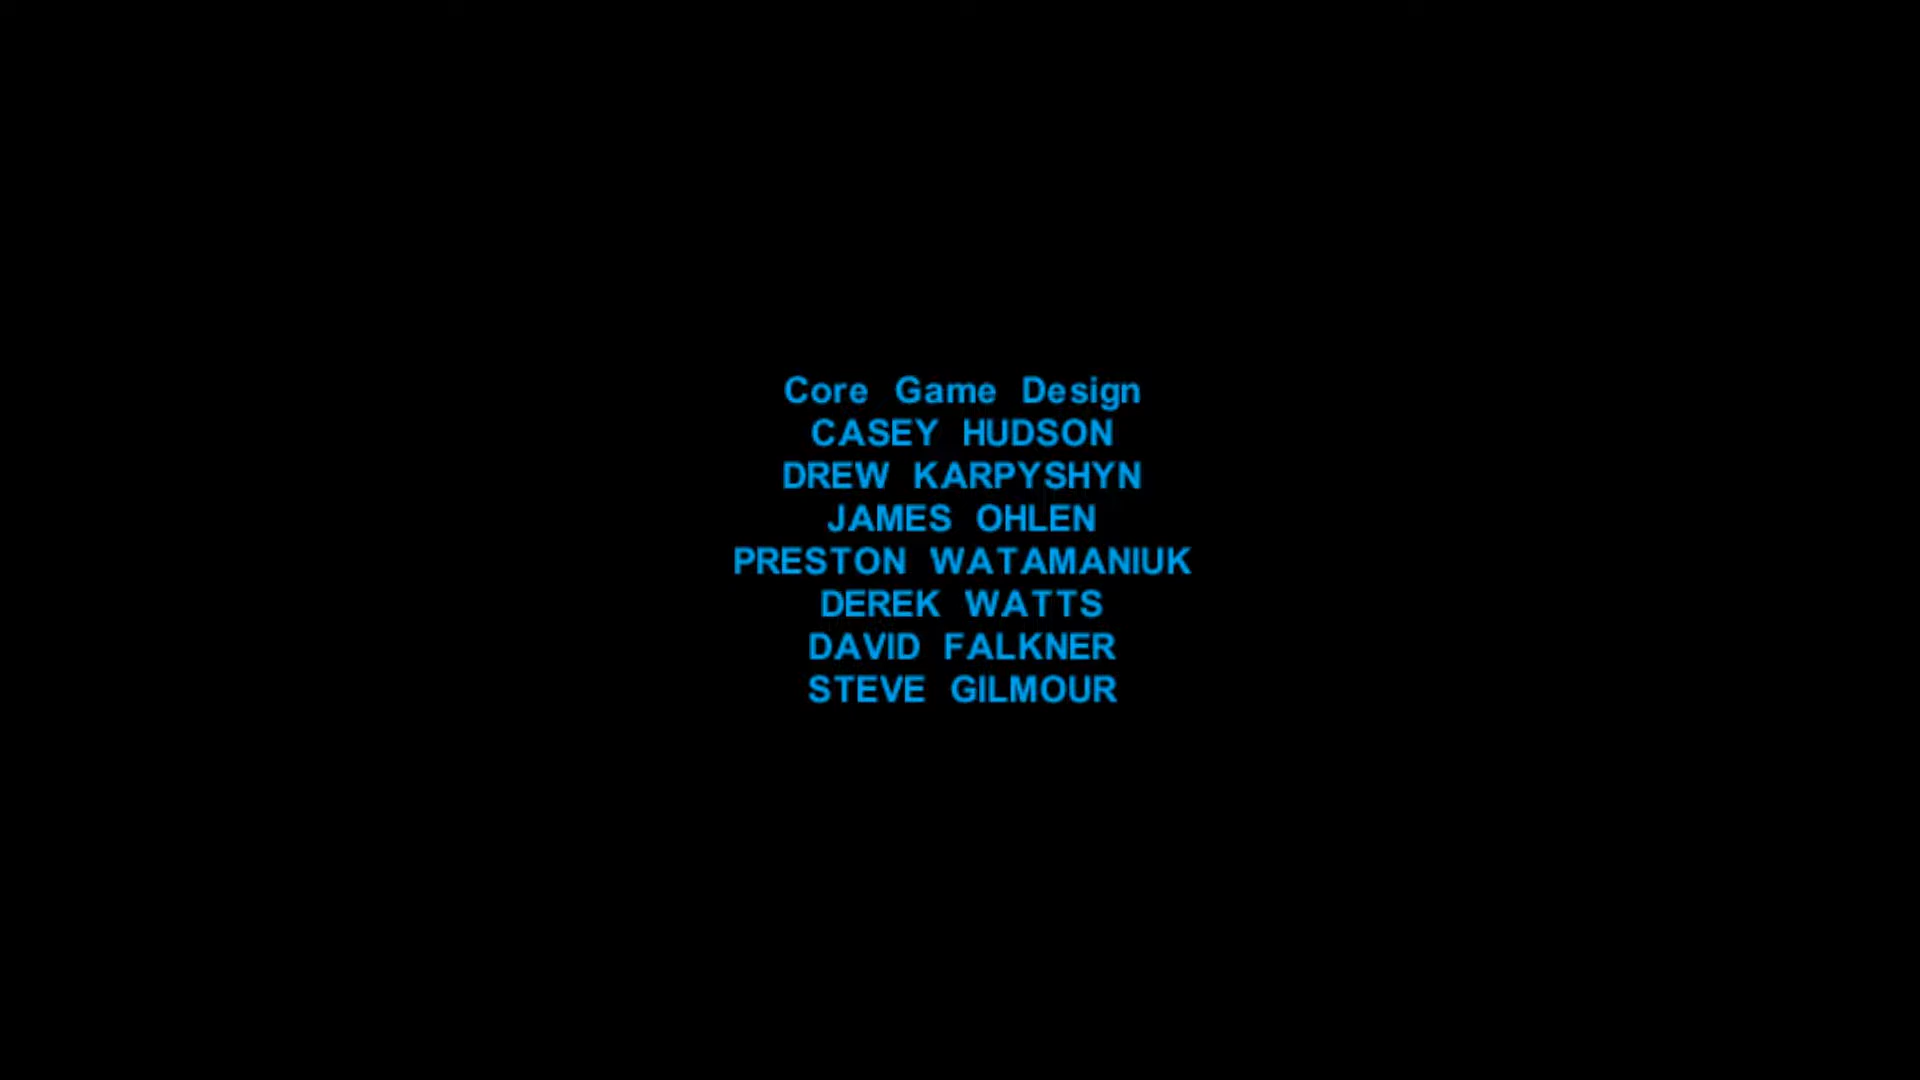 Core Game Design
CASEY HUDSON
DREW KARPYSHYN
JAMES OHLEN
PRESTON WATAMANIUK
DEREK WATTS
DAVID FALKNER
STEVE GILMOUR